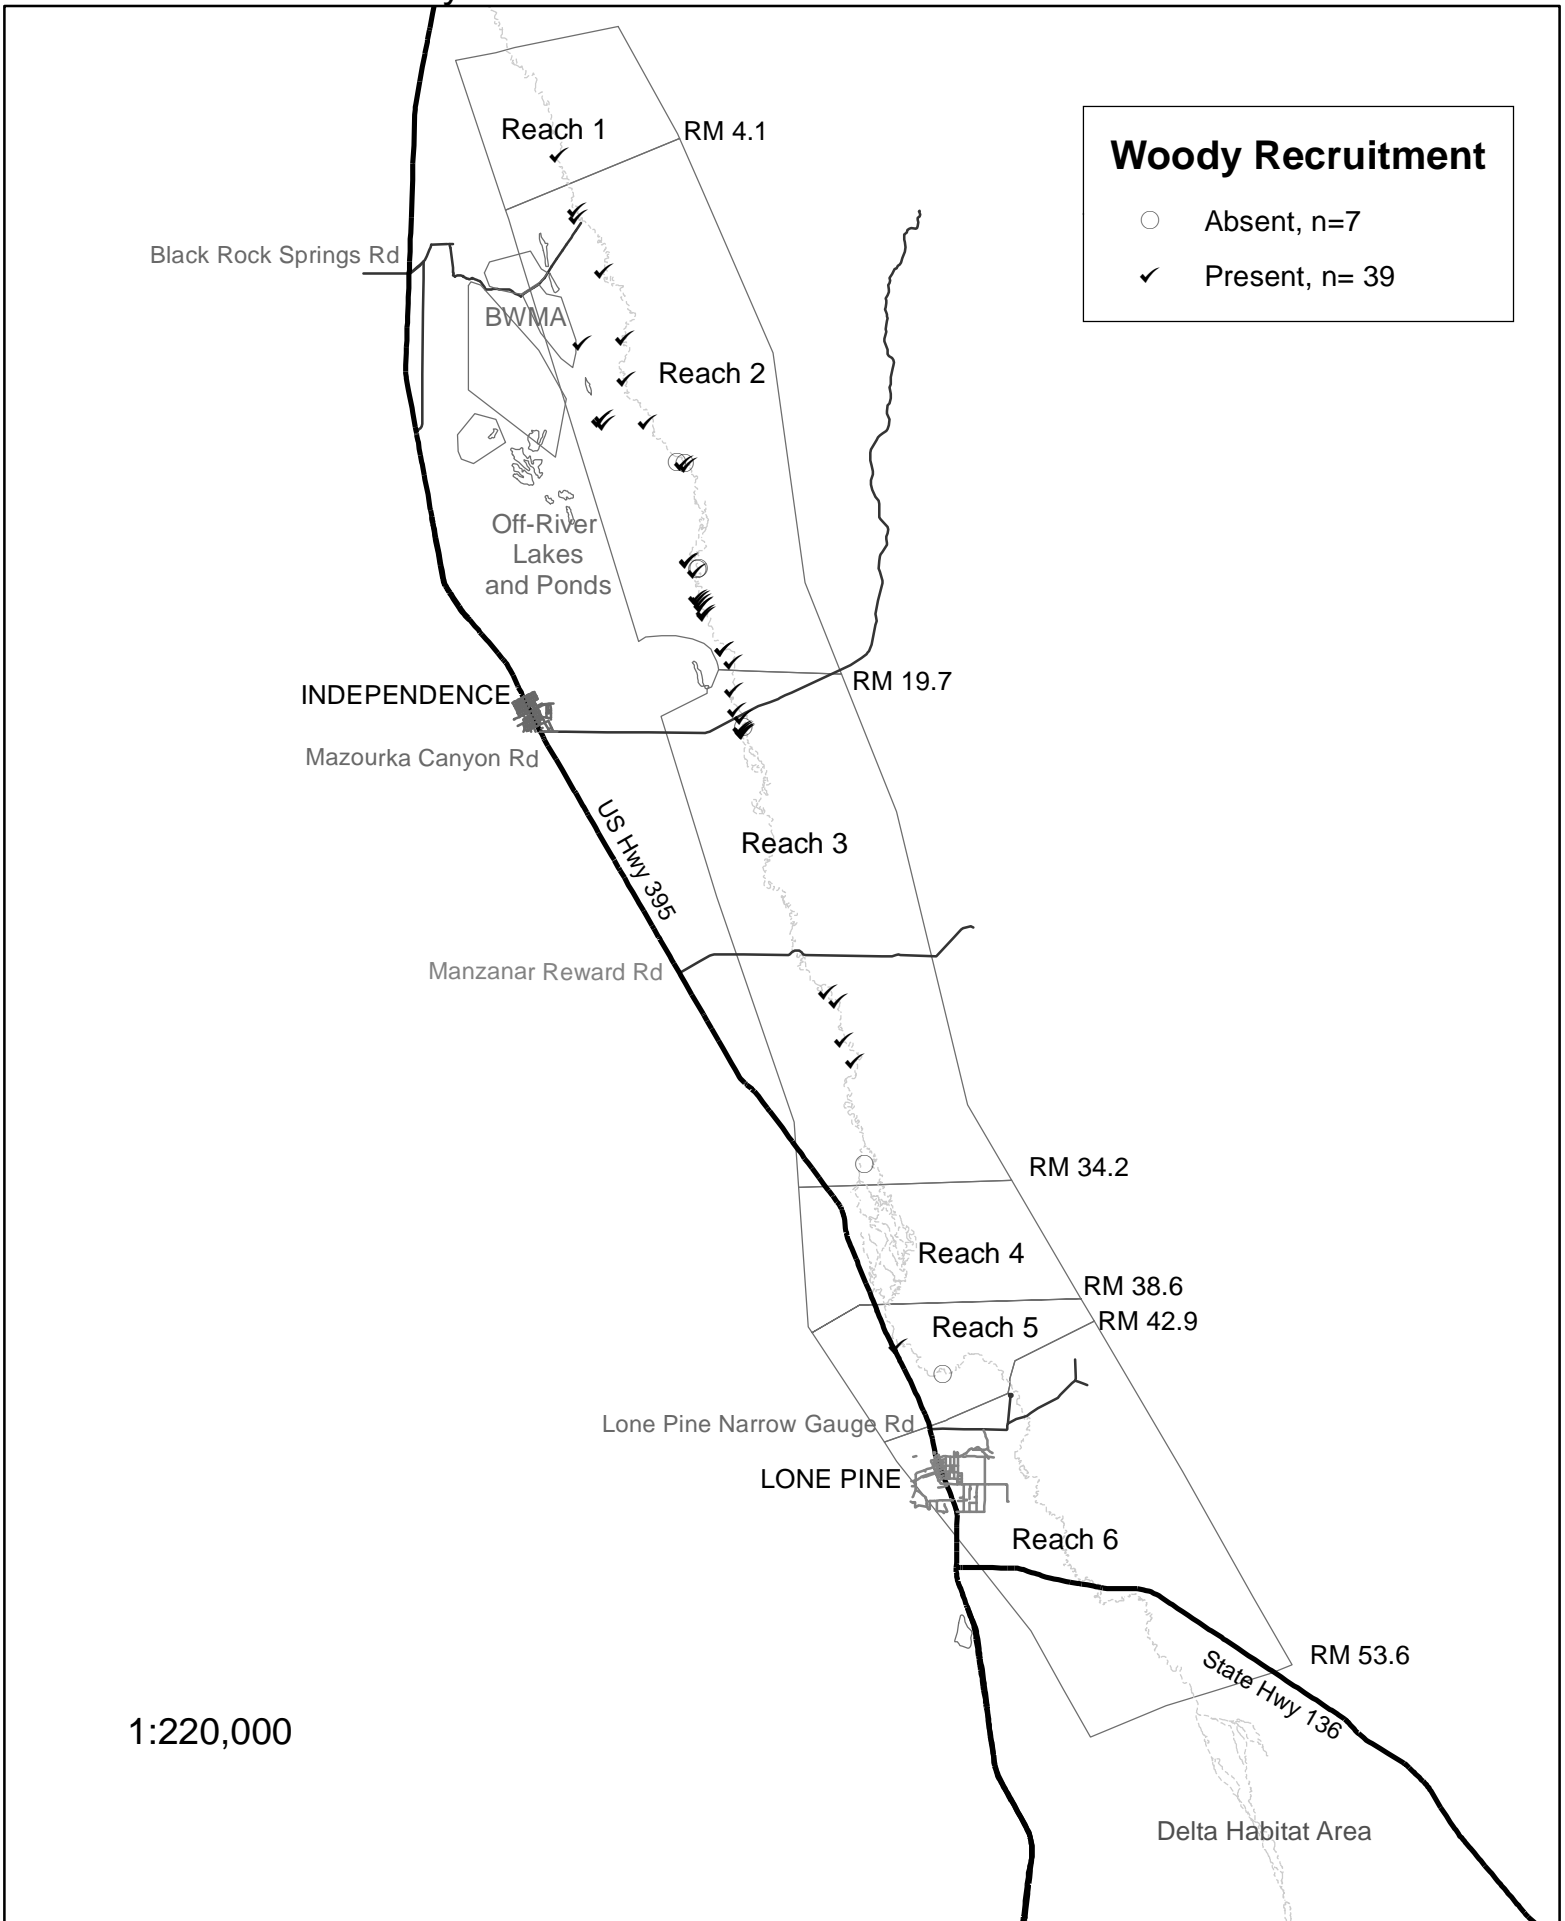 Reach 1
RM 4.1
Woody Recruitment
Absent, n=7
Present, n= 39
Black Rock Springs Rd
BWMA
Reach 2
Off-River
Lakes
and Ponds
INDEPENDENCE
RM 19.7
Mazourka Canyon Rd
US Hwy 395
Reach 3
Manzanar Reward Rd
RM 34.2
Reach 4
RM 38.6
RM 42.9
Reach 5
Lone Pine Narrow Gauge Rd
LONE PINE
Reach 6
RM 53.6
State Hwy 136
1:220,000
Delta Habitat Area